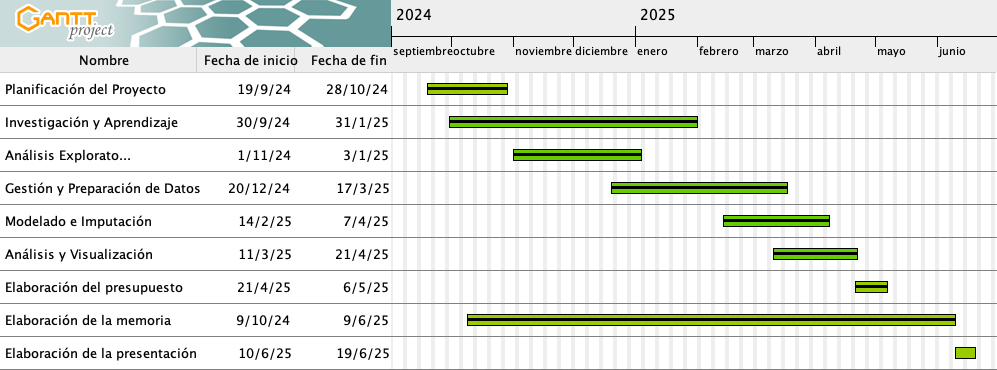 GANTT
project
2024
2025
septiembre octubre noviembre diciembre enero febrero marzo abril mayo junio
Nombre Fecha de inicio Fecha de fin
Planificación del Proyecto 19/9/24 28/10/24
Investigación y Aprendizaje 30/9/24 31/1/25
Análisis Explorato... 1/11/24 3/1/25
Gestión y Preparación de Datos 20/12/24 17/3/25
Modelado e Imputación 14/2/25 7/4/25
Análisis y Visualización 11/3/25 21/4/25
Elaboración del presupuesto 21/4/25 6/5/25
Elaboración de la memoria 9/10/24 9/6/25
Elaboración de la presentación 10/6/25 19/6/25